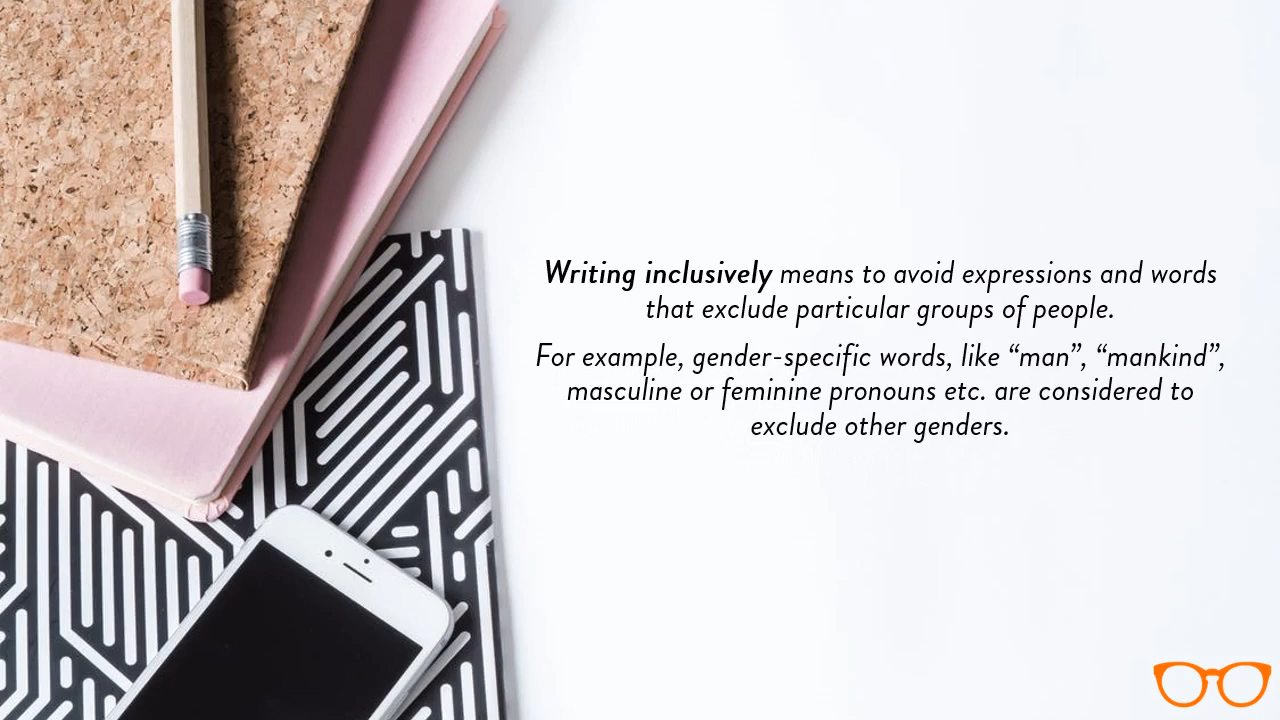 Writing inclusively means to avoid expressions and words
that exclude particular groups of people.
For example, gender-specific words, like “man”, “mankind”,
masculine or feminine pronouns etc. are considered to
exclude other genders.